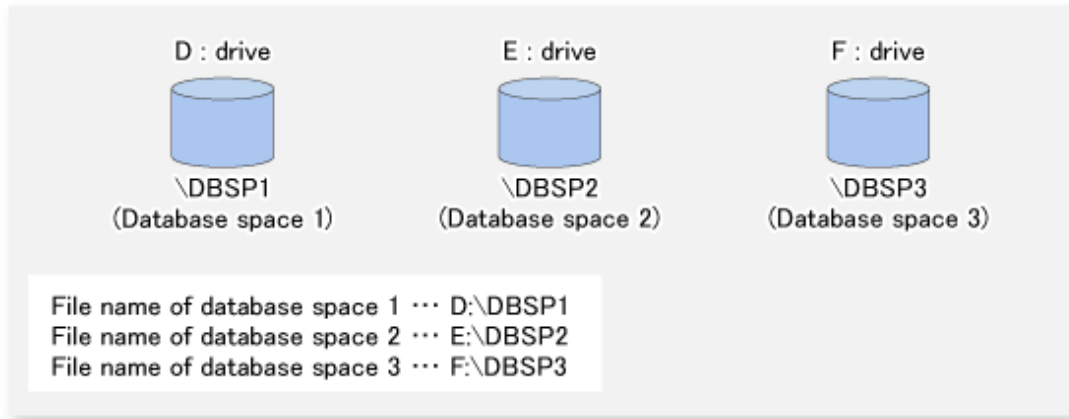 D : drive E : drive F : drive
\DBSP1 \DBSP2 \DBSP3
(Database space 1) (Database space 2) (Database space 3)
File name of database space 1 ··· D:\DBSP1
File name of database space 2 ··· E:\DBSP2
File name of database space 3 ··· F:\DBSP3